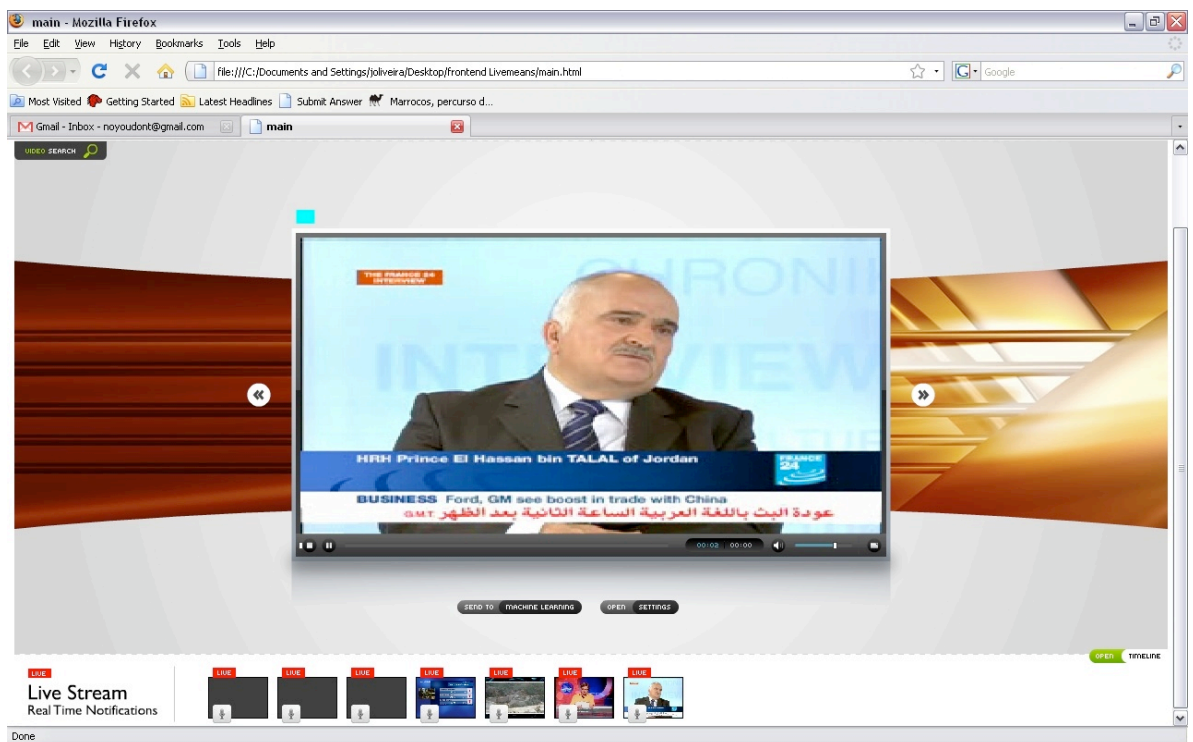 main - Mozilla Firefox
File Edit View History Bookmarks Tools Help
file:///C:/Documents and Settings/joliveira/Desktop/frontend Livemeans/main.html
G Google
Most Visited Getting Started Latest Headlines Submit Answer Marrocos, percurso d...
Gmail - Inbox - noyoudont@gmail.com main
VIDEO SEARCH
THE FRANCE 24
INTERVIEW
CHRONI
INTERVIEW
HRH Prince El Hassan bin TALAL of Jordan
FRANCE
24
BUSINESS Ford, GM see boost in trade with China
عودة البث باللغة العربية الساعة الثانية بعد الظهر G.M.T
00:02 00:00
SEND TO MACHINE LEARNING OPEN SETTINGS
OPEN TIMELINE
LIVE LIVE LIVE LIVE LIVE LIVE LIVE LIVE
Live Stream
Real Time Notifications
Done